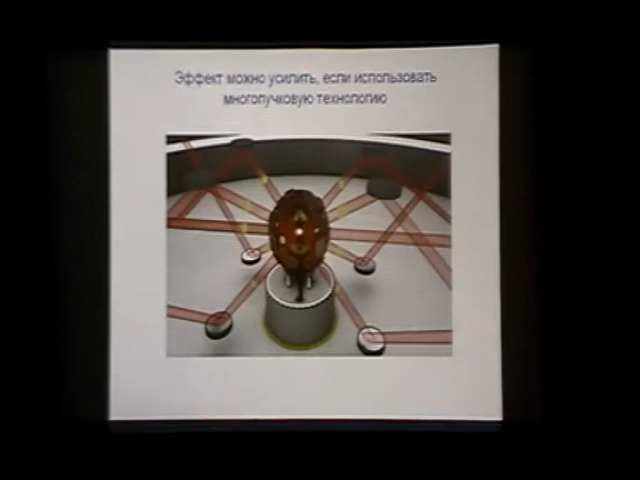 Эффект можно усилить, если использовать
многопучковую технологию